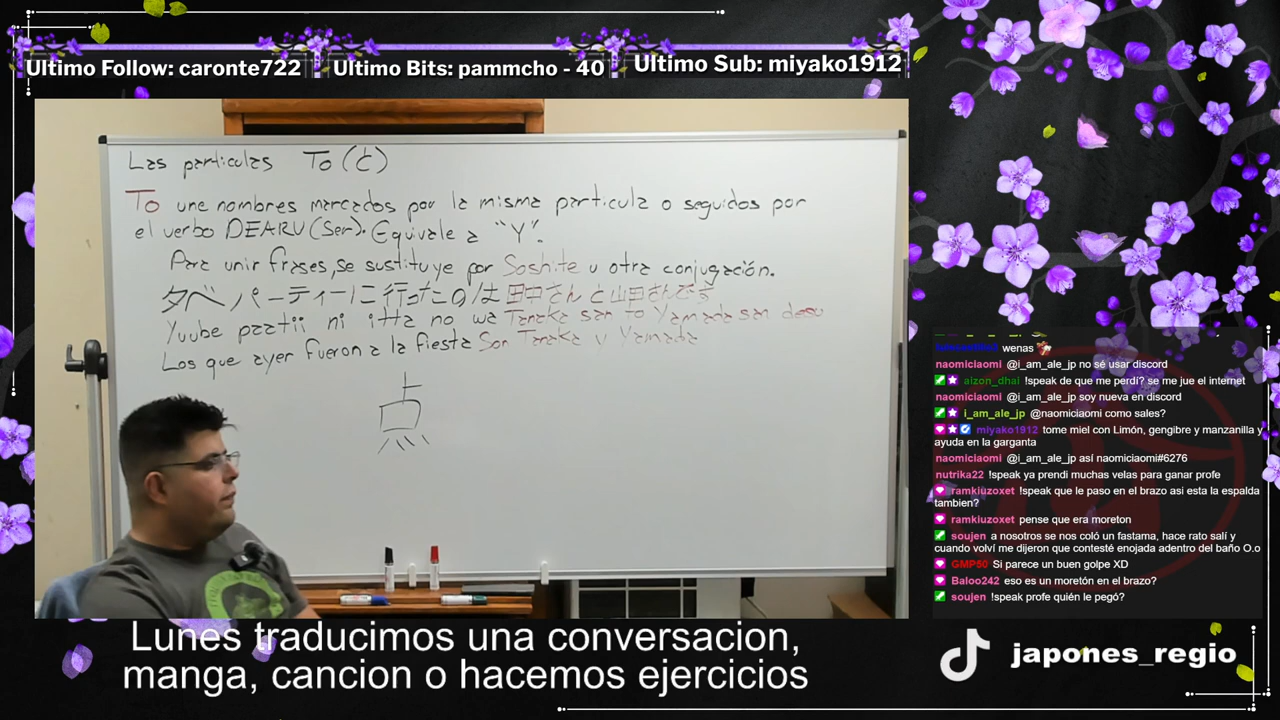 Ultimo Follow: caronte722
Ultimo Bits: pammcho - 40
Ultimo Sub: miyako1912
Las particulas To (と)
To une nombres marcados por la misma particula o seguidos por
el verbo DEARU (Ser). Equivale a "Y".
Para unir frases, se sustituye por Soshite u otra conjugación.
夕べパーティーに行ったのは田中さんと山田さんです
Yuube paatii ni itta no wa Tanaka san to Yamada san desu
Los que ayer fueron a la fiesta Son Tanaka y Yamada
wenas
naomiciaomi @i_am_ale_jp no sé usar discord
aizon_dhai !speak de que me perdí? se me jue el internet
naomiciaomi @i_am_ale_jp soy nueva en discord
i_am_ale_jp @naomiciaomi como sales?
miyako1912 tome miel con Limón, gengibre y manzanilla y
ayuda en la garganta
naomiciaomi @i_am_ale_jp así naomiciaomi#6276
nutrika22 !speak ya prendi muchas velas para ganar profe
ramkiuzoxet !speak que le paso en el brazo asi esta la espalda
tambien?
ramkiuzoxet pense que era moreton
soujen a nosotros se nos coló un fastama, hace rato salí y
cuando volví me dijeron que contesté enojada adentro del baño O.o
GMP50 Si parece un buen golpe XD
Baloo242 eso es un moretón en el brazo?
soujen !speak profe quién le pegó?
Lunes traducimos una conversacion,
manga, cancion o hacemos ejercicios
japones_regio